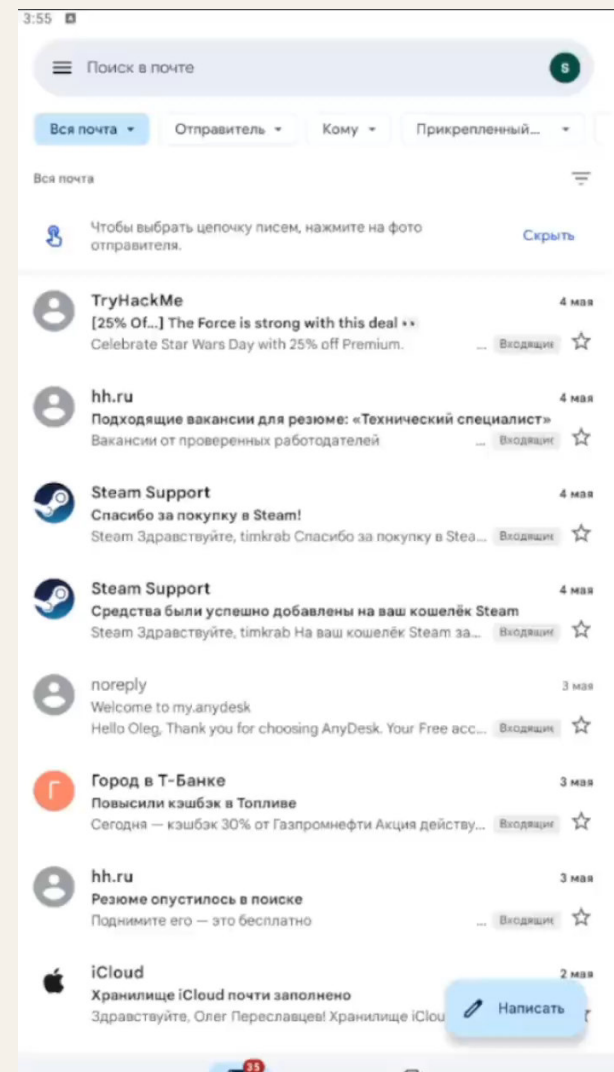 3:55
Поиск в почте
S
Вся почта
Отправитель
Кому
Прикрепленный...
Вся почта
Чтобы выбрать цепочку писем, нажмите на фото
отправителя.
Скрыть
TryHackMe
4 мая
[25% Of...] The Force is strong with this deal
Celebrate Star Wars Day with 25% off Premium.
... Входящие
hh.ru
4 мая
Подходящие вакансии для резюме: «Технический специалист»
Вакансии от проверенных работодателей
... Входящие
Steam Support
4 мая
Спасибо за покупку в Steam!
Steam Здравствуйте, timkrab Спасибо за покупку в Stea... Входящие
Steam Support
4 мая
Средства были успешно добавлены на ваш кошелёк Steam
Steam Здравствуйте, timkrab На ваш кошелёк Steam за... Входящие
noreply
3 мая
Welcome to my.anydesk
Hello Oleg, Thank you for choosing AnyDesk. Your Free acc... Входящие
Г
Город в Т-Банке
3 мая
Повысили кэшбэк в Топливе
Сегодня — кэшбэк 30% от Газпромнефти Акция действу... Входящие
hh.ru
3 мая
Резюме опустилось в поиске
Поднимите его — это бесплатно
... Входящие
iCloud
2 мая
Хранилище iCloud почти заполнено
Здравствуйте, Олег Переславцев! Хранилище iClou
Написать
35